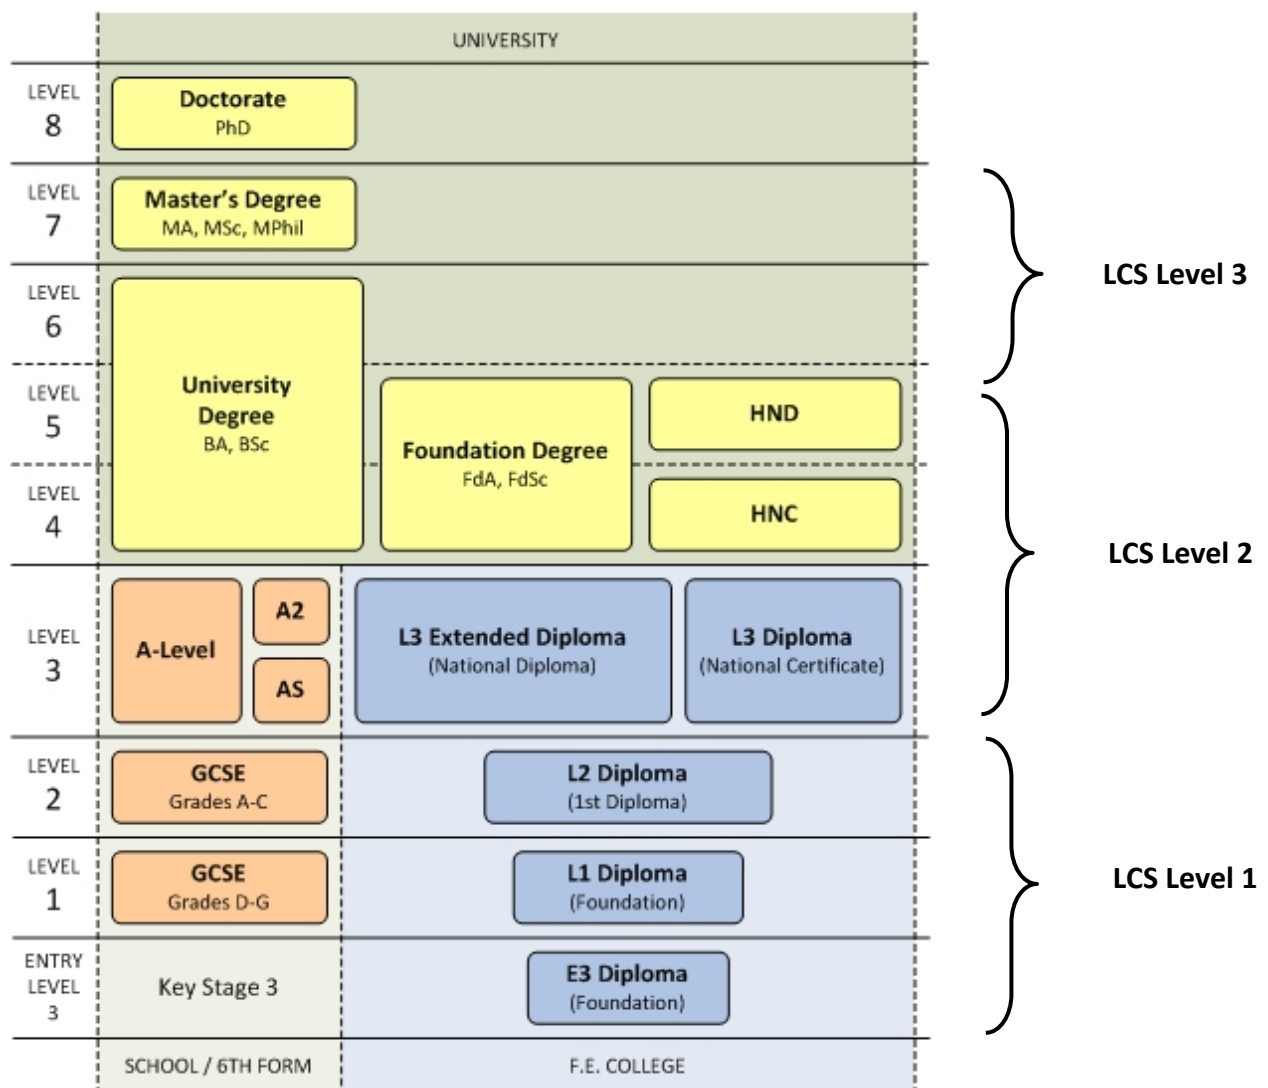 UNIVERSITY
LEVEL
8
Doctorate
PhD
LEVEL
7
Master's Degree
MA, MSc, MPhil
LCS Level 3
LEVEL
6
University
Degree
BA, BSc
LEVEL
5
Foundation Degree
FdA, FdSc
HND
LEVEL
4
HNC
LCS Level 2
LEVEL
3
A-Level
A2
AS
L3 Extended Diploma
(National Diploma)
L3 Diploma
(National Certificate)
LEVEL
2
GCSE
Grades A-C
L2 Diploma
(1st Diploma)
LEVEL
1
GCSE
Grades D-G
L1 Diploma
(Foundation)
LCS Level 1
ENTRY
LEVEL
3
Key Stage 3
E3 Diploma
(Foundation)
SCHOOL / 6TH FORM
F.E. COLLEGE